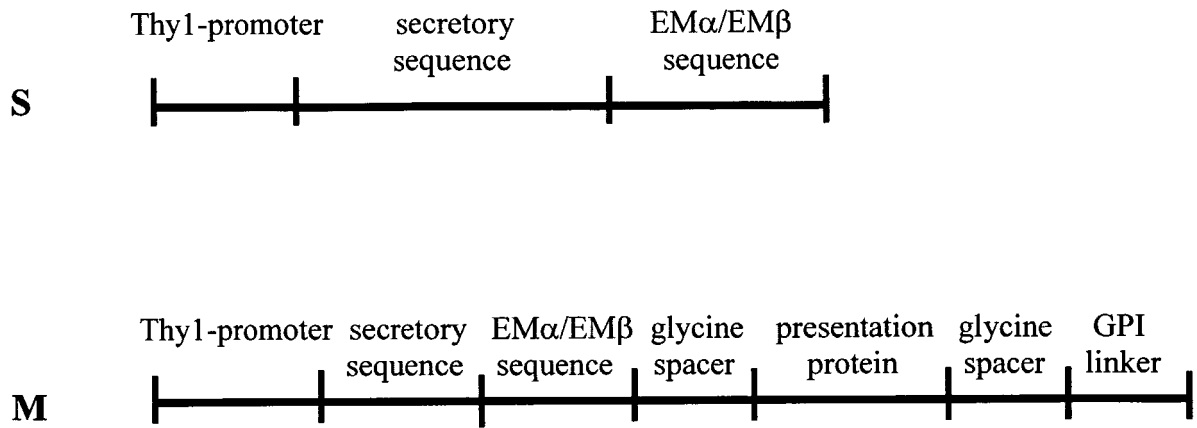 Thy1-promoter secretory EMα/EMβ
sequence sequence
S
Thy1-promoter secretory EMα/EMβ glycine presentation glycine GPI
sequence sequence spacer protein spacer linker
M